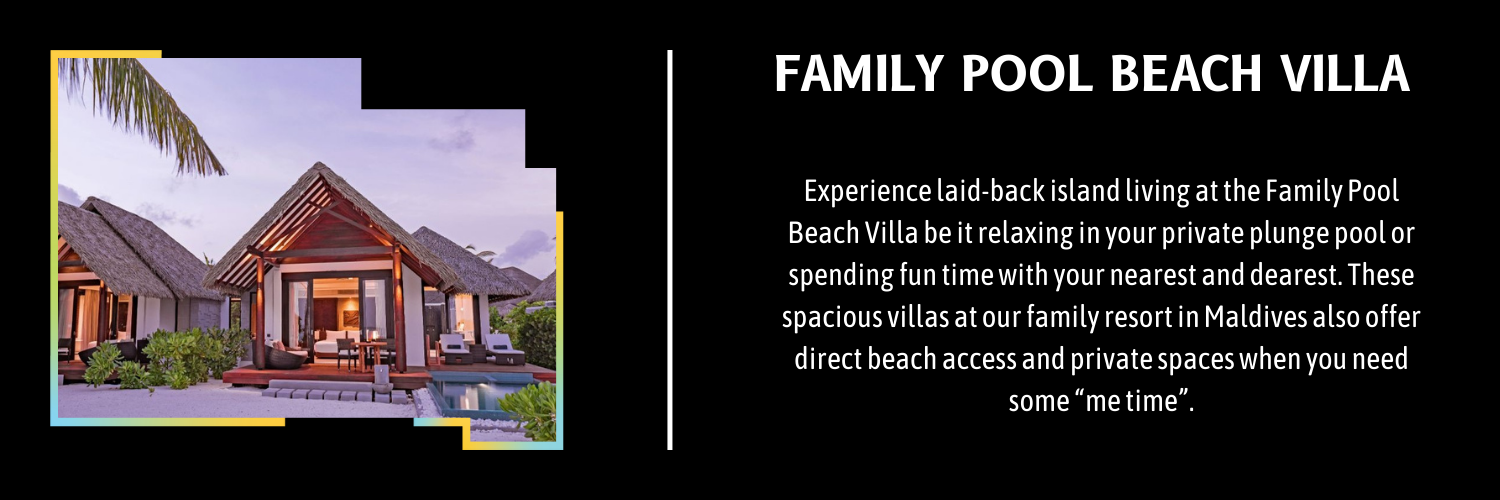 FAMILY POOL BEACH VILLA
Experience laid-back island living at the Family Pool
Beach Villa be it relaxing in your private plunge pool or
spending fun time with your nearest and dearest. These
spacious villas at our family resort in Maldives also offer
direct beach access and private spaces when you need
some “me time”.